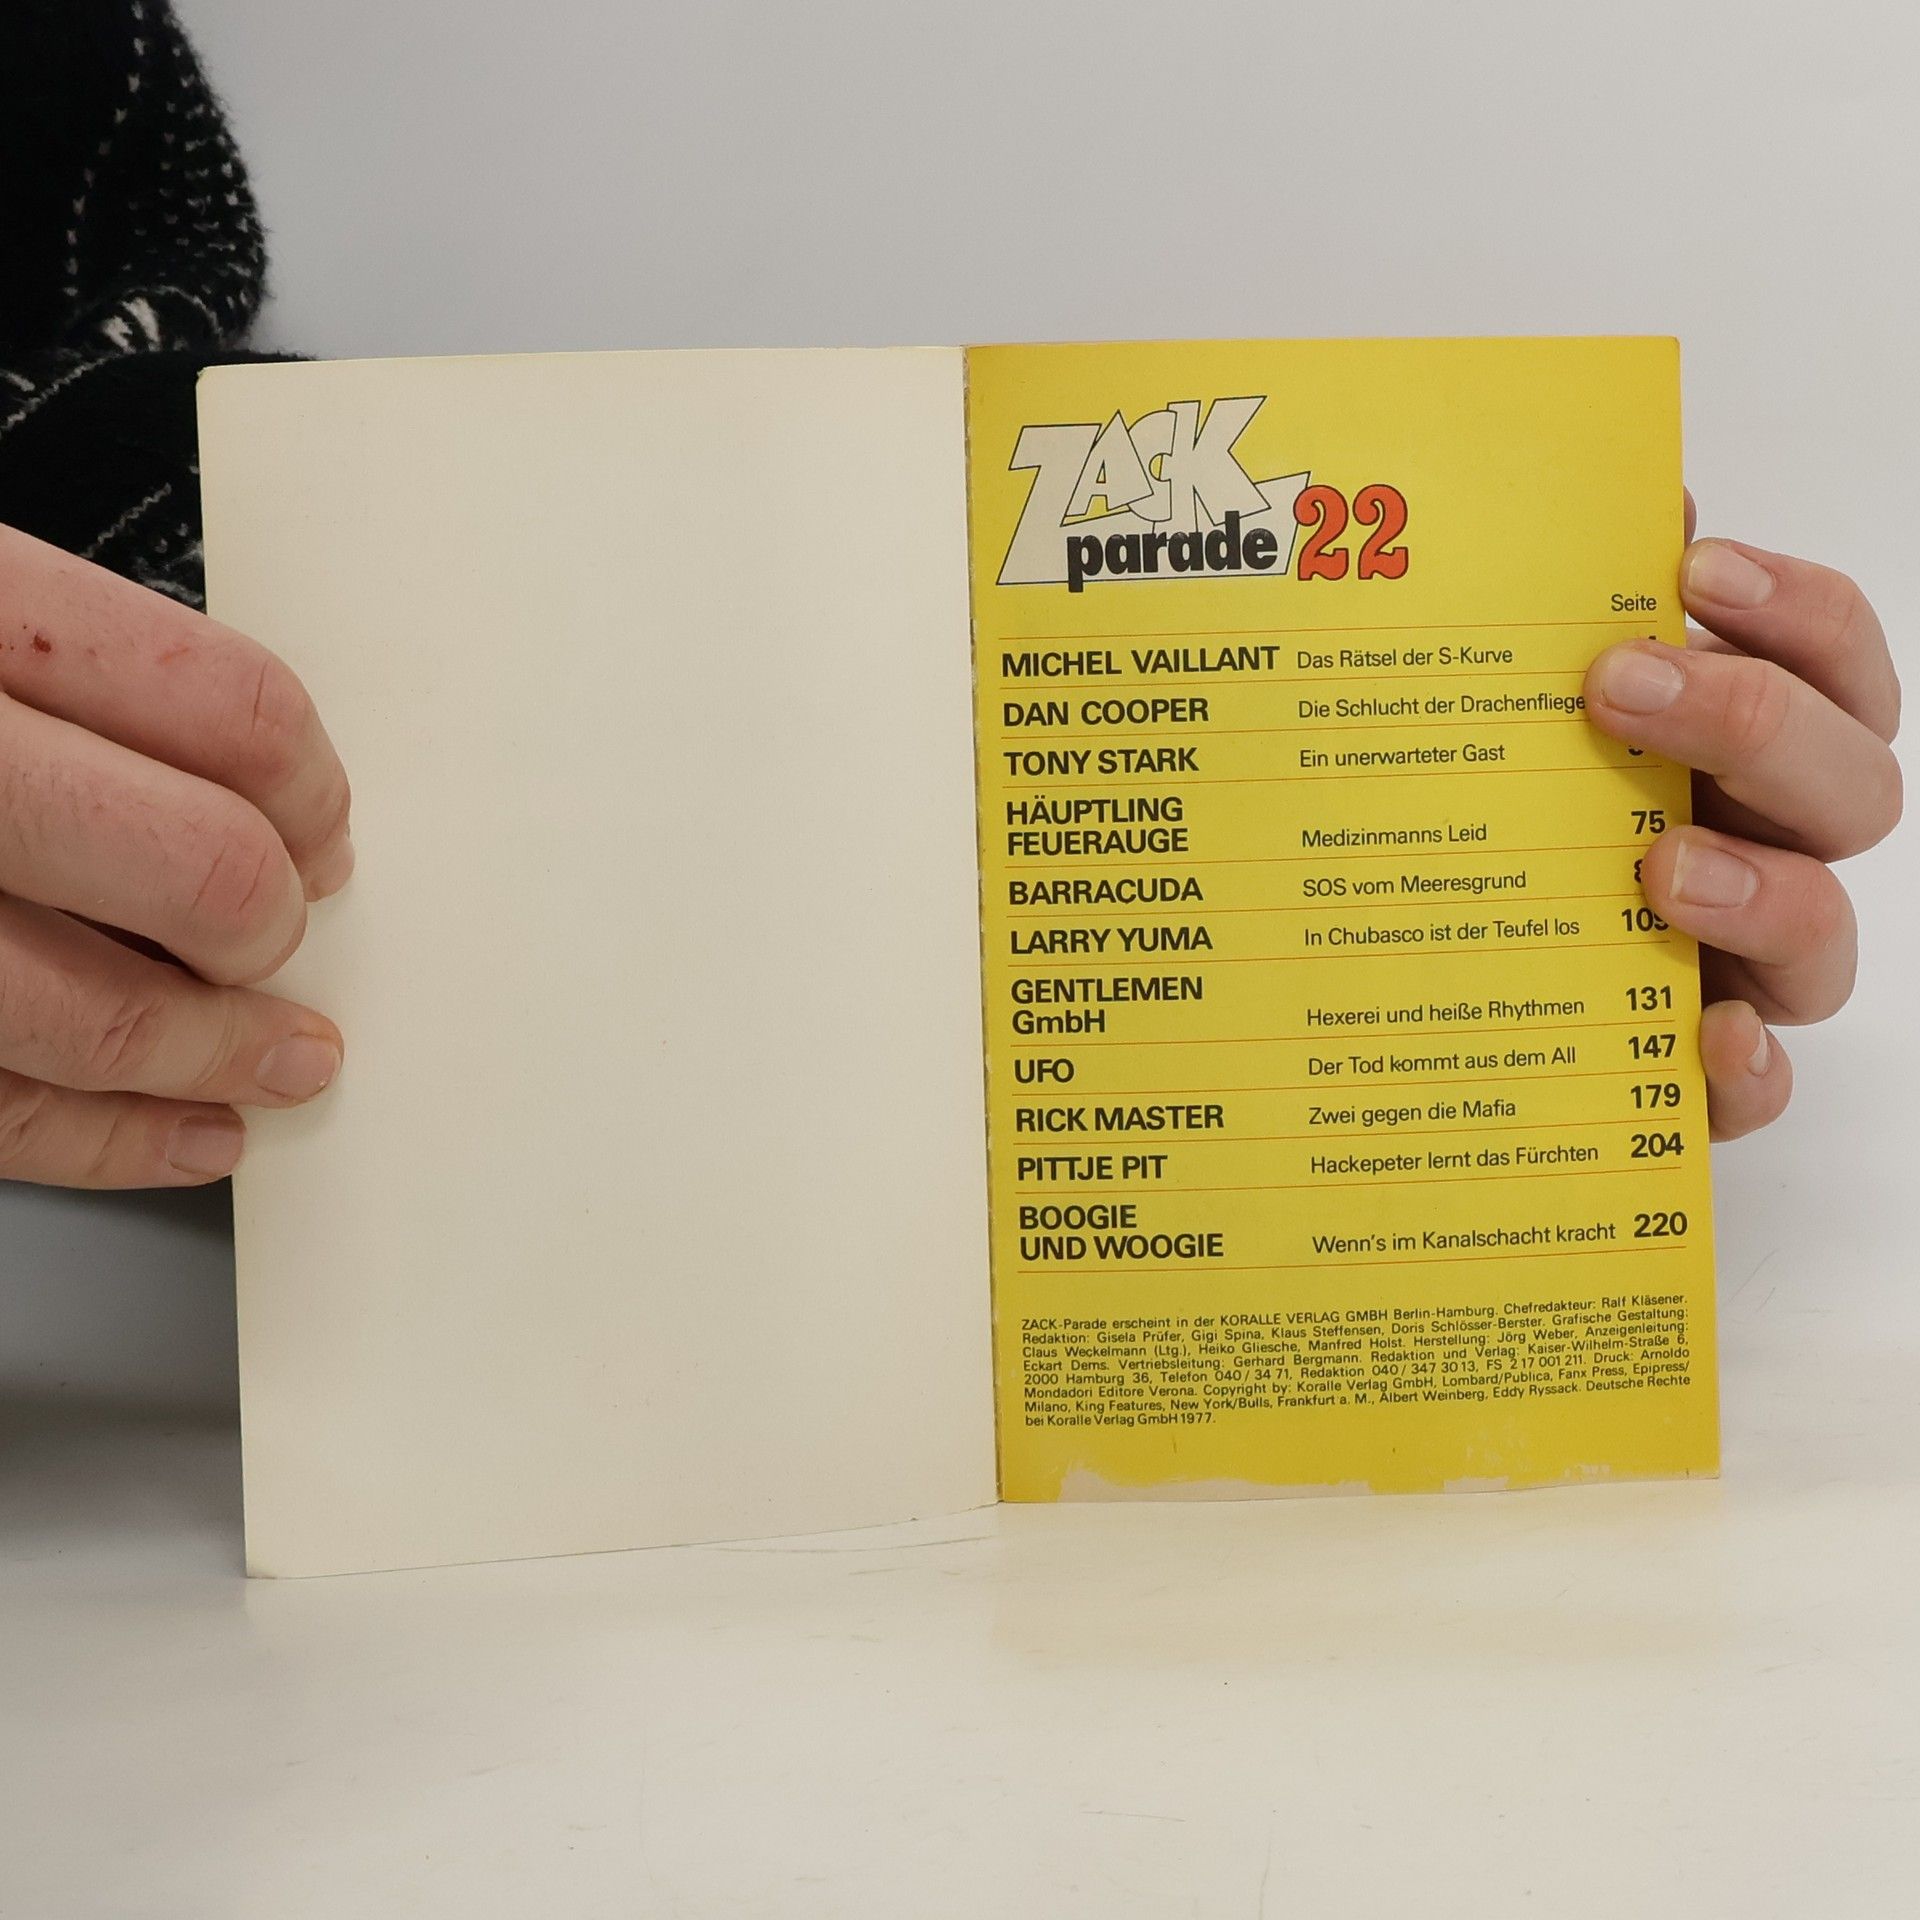 ZACK
parade 22
Seite
MICHEL VAILLANT Das Rätsel der S-Kurve
DAN COOPER Die Schlucht der
TONY STARK Ein unerwarteter Gast
HÄUPTLING
FEUERAUGE Medizinmanns Leid 75
BARRACUDA SOS vom Meeresgrund
LARRY YUMA In Chubasco ist der Teufel los
GENTLEMEN
GmbH Hexerei und heiße Rhythmen 131
UFO Der Tod kommt aus dem All 147
RICK MASTER Zwei gegen die Mafia 179
PITTJE PIT Hackepeter lernt das Fürchten 204
BOOGIE
UND WOOGIE Wenn's im Kanalschacht kracht 220
ZACK-Parade erscheint in der KORALLE VERLAG GMBH Berlin-Hamburg. Chefredakteur: Ralf Kläsener.
Redaktion: Gisela Prüfer, Gigi Spina, Klaus Steffensen, Doris Schlösser-Berster. Grafische Gestaltung:
Claus Weckelmann (Ltg.), Heiko Gliesche, Manfred Holst. Herstellung: Jörg Weber, Anzeigenleitung:
Eckart Dems. Vertriebsleitung: Gerhard Bergmann. Redaktion und Verlag: Kaiser-Wilhelm-Straße 6,
2000 Hamburg 36, Telefon 040/34 71, Redaktion 040/347 30 13, FS 2 17 001 211. Druck: Arnoldo
Mondadori Editore Verona. Copyright by: Koralle Verlag GmbH, Lombard/Publica, Fanx Press, Epipress/
Milano, King Features, New York/Bulls, Frankfurt a. M., Albert Weinberg, Eddy Ryssack. Deutsche Rechte
bei Koralle Verlag GmbH 1977.